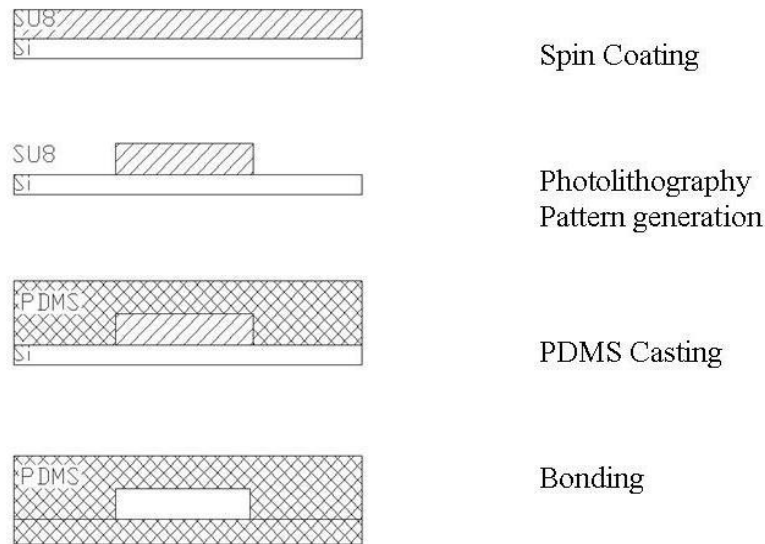 SU8
Si
Spin Coating
SU8
Si
Photolithography
Pattern generation
PDMS
Si
PDMS Casting
PDMS
Bonding